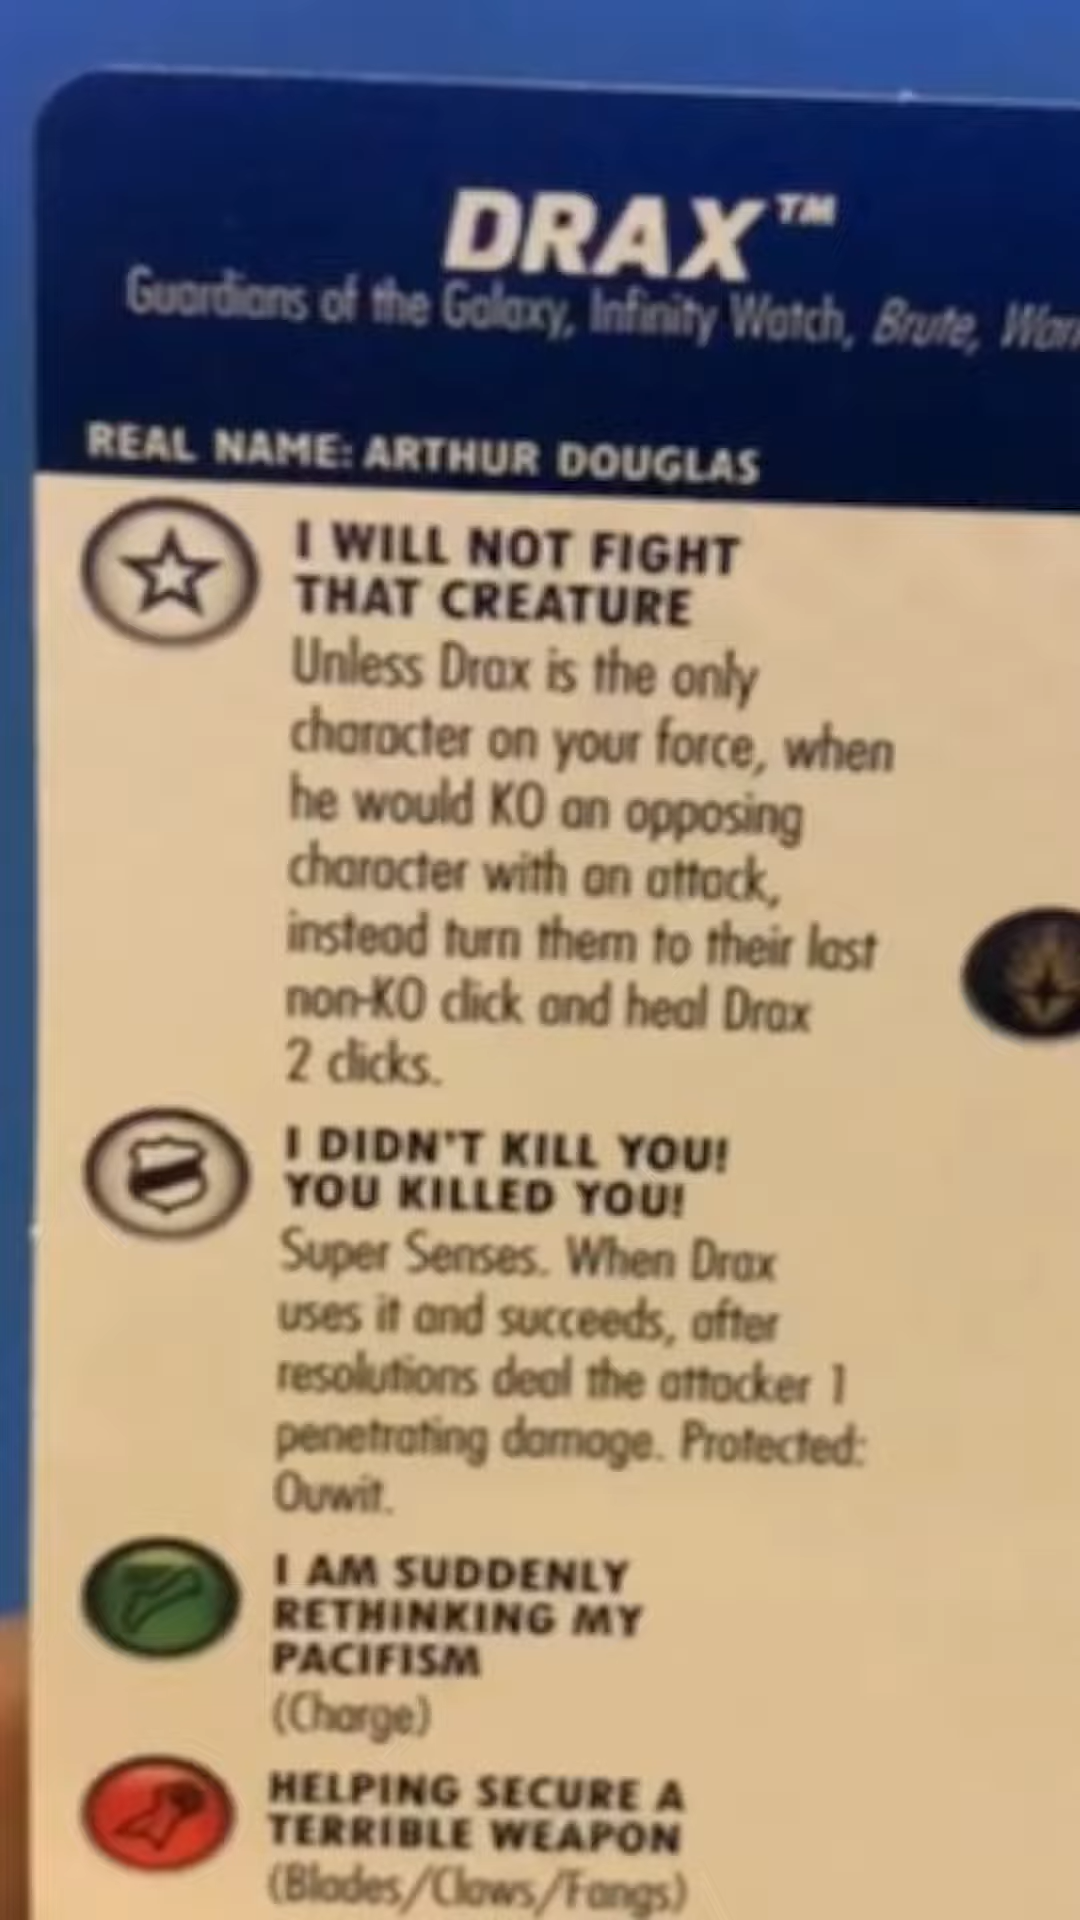 DRAX™
Guardians of the Galaxy, Infinity Watch, Brute,
REAL NAME: ARTHUR DOUGLAS
I WILL NOT FIGHT
THAT CREATURE
Unless Drax is the only
character on your force, when
he would KO an opposing
character with an attack,
instead turn them to their last
non-KO click and heal Drax
2 clicks.
I DIDN'T KILL YOU!
YOU KILLED YOU!
Super Senses. When Drax
uses it and succeeds, after
resolutions deal the attacker 1
penetrating damage. Protected:
Ouwit.
I AM SUDDENLY
RETHINKING MY
PACIFISM
(Charge)
HELPING SECURE A
TERRIBLE WEAPON
(Blades/Claws/Fangs)